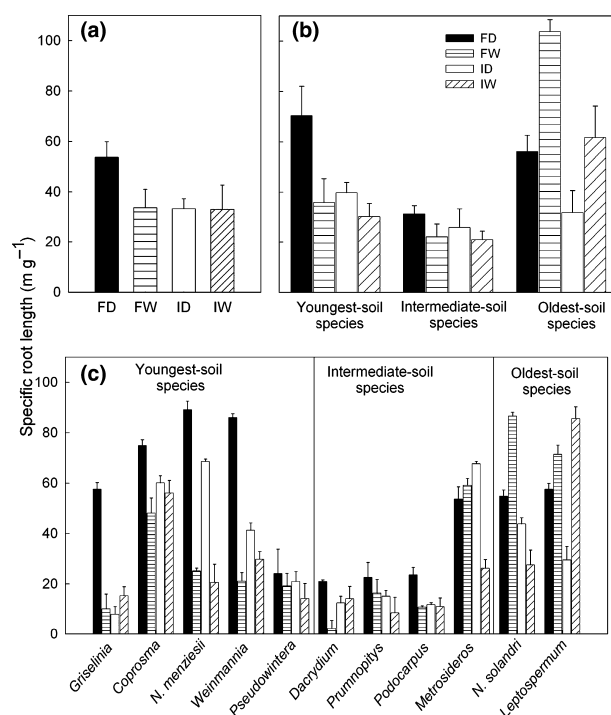 (a)
(b)
FD
FW
ID
IW
100
80
60
40
20
0
FD FW ID IW
Youngest-soil species
Intermediate-soil species
Oldest-soil species
Specific root length (m g⁻¹)
(c)
Youngest-soil species
Intermediate-soil species
Oldest-soil species
100
80
60
40
20
0
Griselinia
Coprosma
N. menziesii
Weinmannia
Pseudowintera
Dacrydium
Prumnopitys
Podocarpus
Metrosideros
N. solandri
Leptospermum